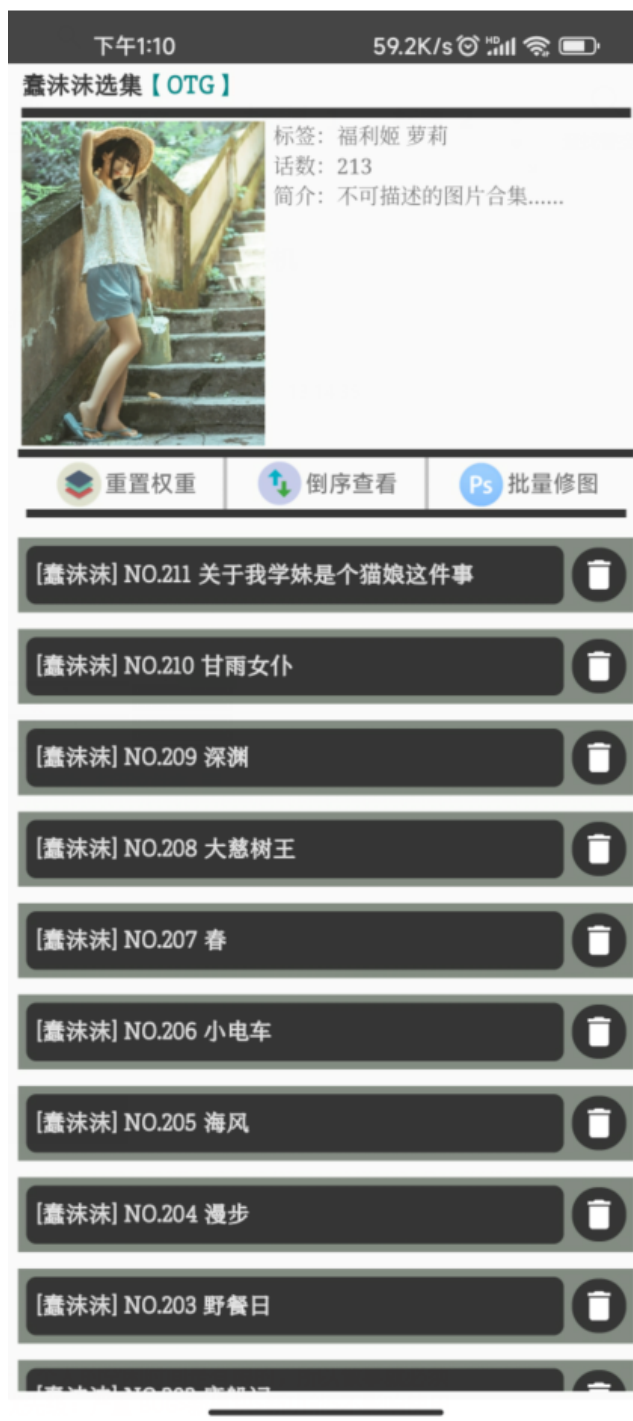 下午1:10 59.2K/s HD
蠢沫沫选集【OTG】
标签：福利姬 萝莉
话数：213
简介：不可描述的图片合集......
重置权重 倒序查看 Ps 批量修图
[蠢沫沫] NO.211 关于我学妹是个猫娘这件事
[蠢沫沫] NO.210 甘雨女仆
[蠢沫沫] NO.209 深渊
[蠢沫沫] NO.208 大慈树王
[蠢沫沫] NO.207 春
[蠢沫沫] NO.206 小电车
[蠢沫沫] NO.205 海风
[蠢沫沫] NO.204 漫步
[蠢沫沫] NO.203 野餐日